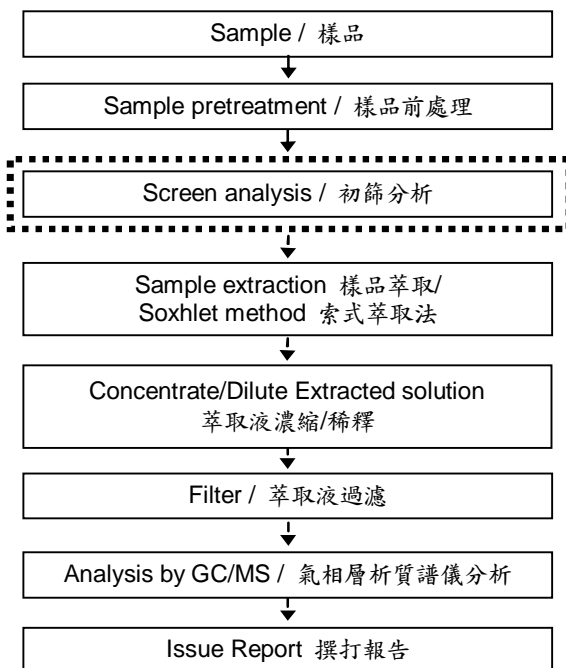 Sample / 樣品
Sample pretreatment / 樣品前處理
Screen analysis / 初篩分析
Sample extraction 樣品萃取/
Soxhlet method 索式萃取法
Concentrate/Dilute Extracted solution
萃取液濃縮/稀釋
Filter / 萃取液過濾
Analysis by GC/MS / 氣相層析質譜儀分析
Issue Report 撰打報告